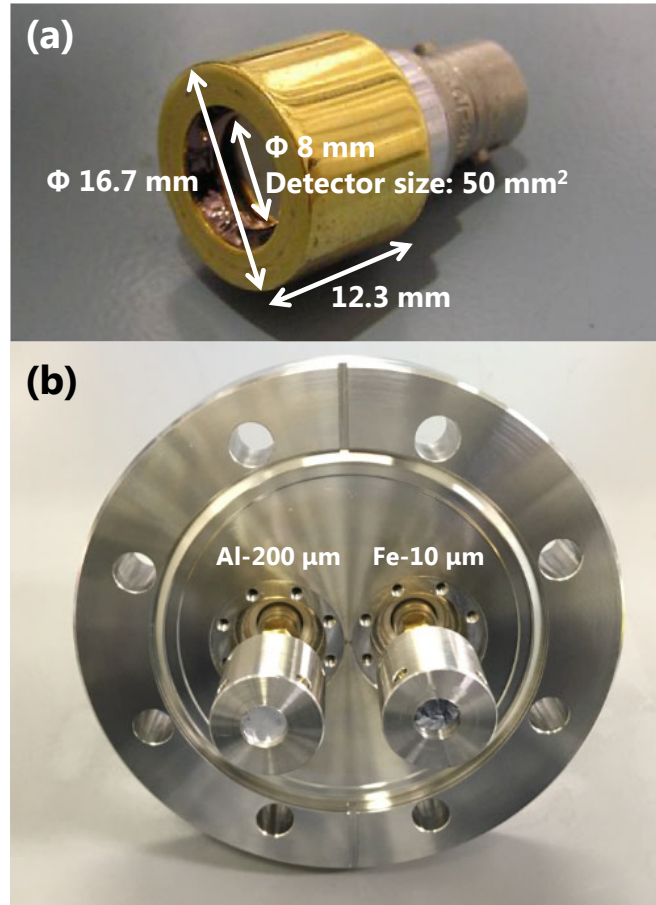 (a)
Φ 8 mm
Φ 16.7 mm
Detector size: 50 mm²
12.3 mm
(b)
Al-200 μm
Fe-10 μm